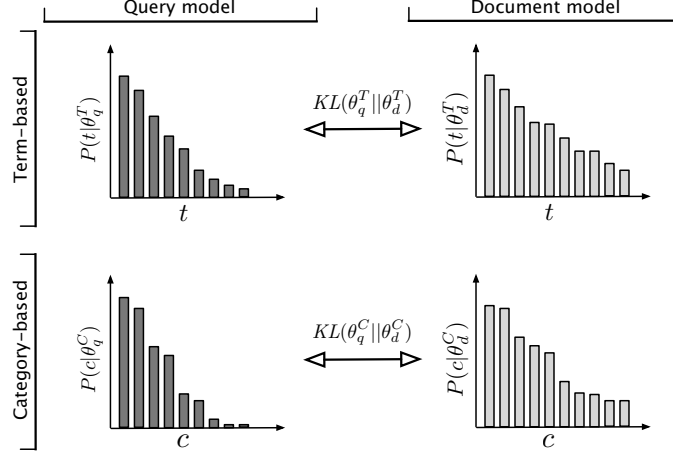 Query model
Document model
Term-based
P(t|θ_q^T)
t
KL(θ_q^T||θ_d^T)
P(t|θ_d^T)
t
Category-based
P(c|θ_q^C)
c
KL(θ_q^C||θ_d^C)
P(c|θ_d^C)
c